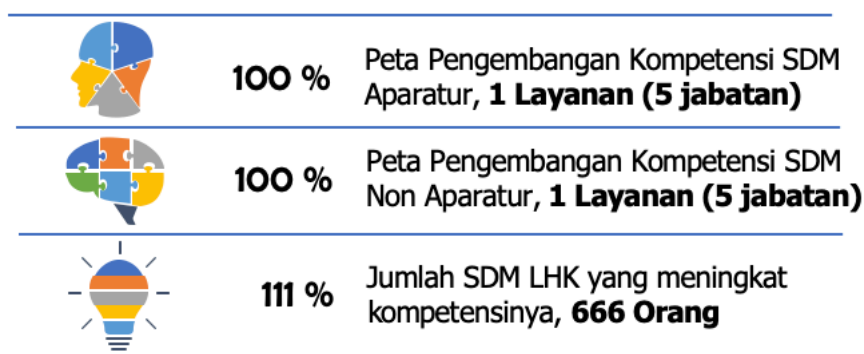 100 %
Peta Pengembangan Kompetensi SDM
Aparatur, 1 Layanan (5 jabatan)
100 %
Peta Pengembangan Kompetensi SDM
Non Aparatur, 1 Layanan (5 jabatan)
111 %
Jumlah SDM LHK yang meningkat
kompetensinya, 666 Orang